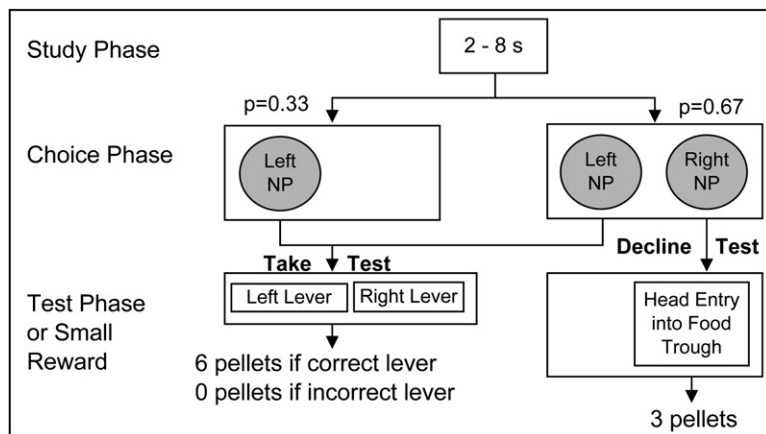 Study Phase
2 - 8 s
p=0.33
p=0.67
Choice Phase
Left
NP
Left
NP
Right
NP
Take Test
Decline Test
Test Phase
or Small
Reward
Left Lever
Right Lever
Head Entry
into Food
Trough
6 pellets if correct lever
0 pellets if incorrect lever
3 pellets